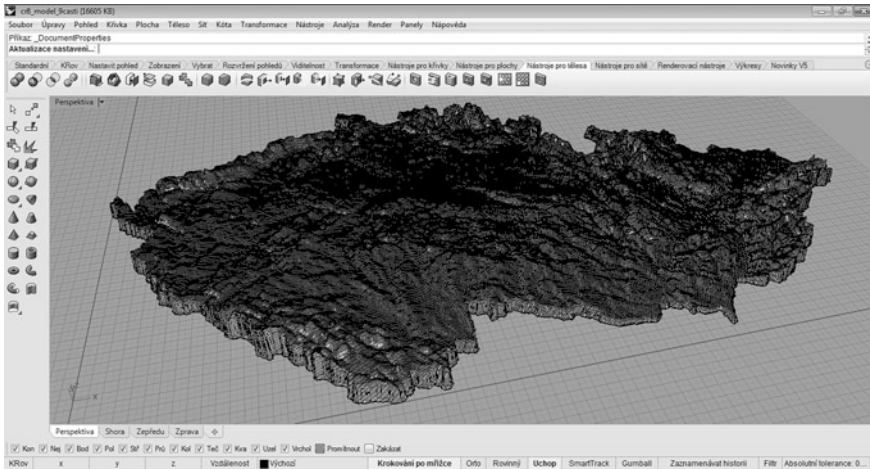 cr8_model_9casti (16605 KB)
Soubor Úpravy Pohled Křivka Plocha Těleso Síť Kóta Transformace Nástroje Analýza Render Panely Nápověda
Příkaz: _DocumentProperties
Aktualizace nastavení...:
Standardní KRov Nastavit pohled Zobrazení Vybrat Rozvržení pohledů Viditelnost Transformace Nástroje pro křivky Nástroje pro plochy Nástroje pro tělesa Nástroje pro sítě Renderovací nástroje Výkresy Novinky V5
Perspektiva
x
Perspektiva Shora Zepředu Zprava
Kon Nej Bod Pol Stř Prů Kol Teč Kva Uzel Vrchol Promítnout Zakázat
KRov x y z Vzdálenost Výchozí Krokování po mřížce Orto Rovinný Uchop SmartTrack Gumball Zaznamenávat historii Filtr Absolutní tolerance: 0...